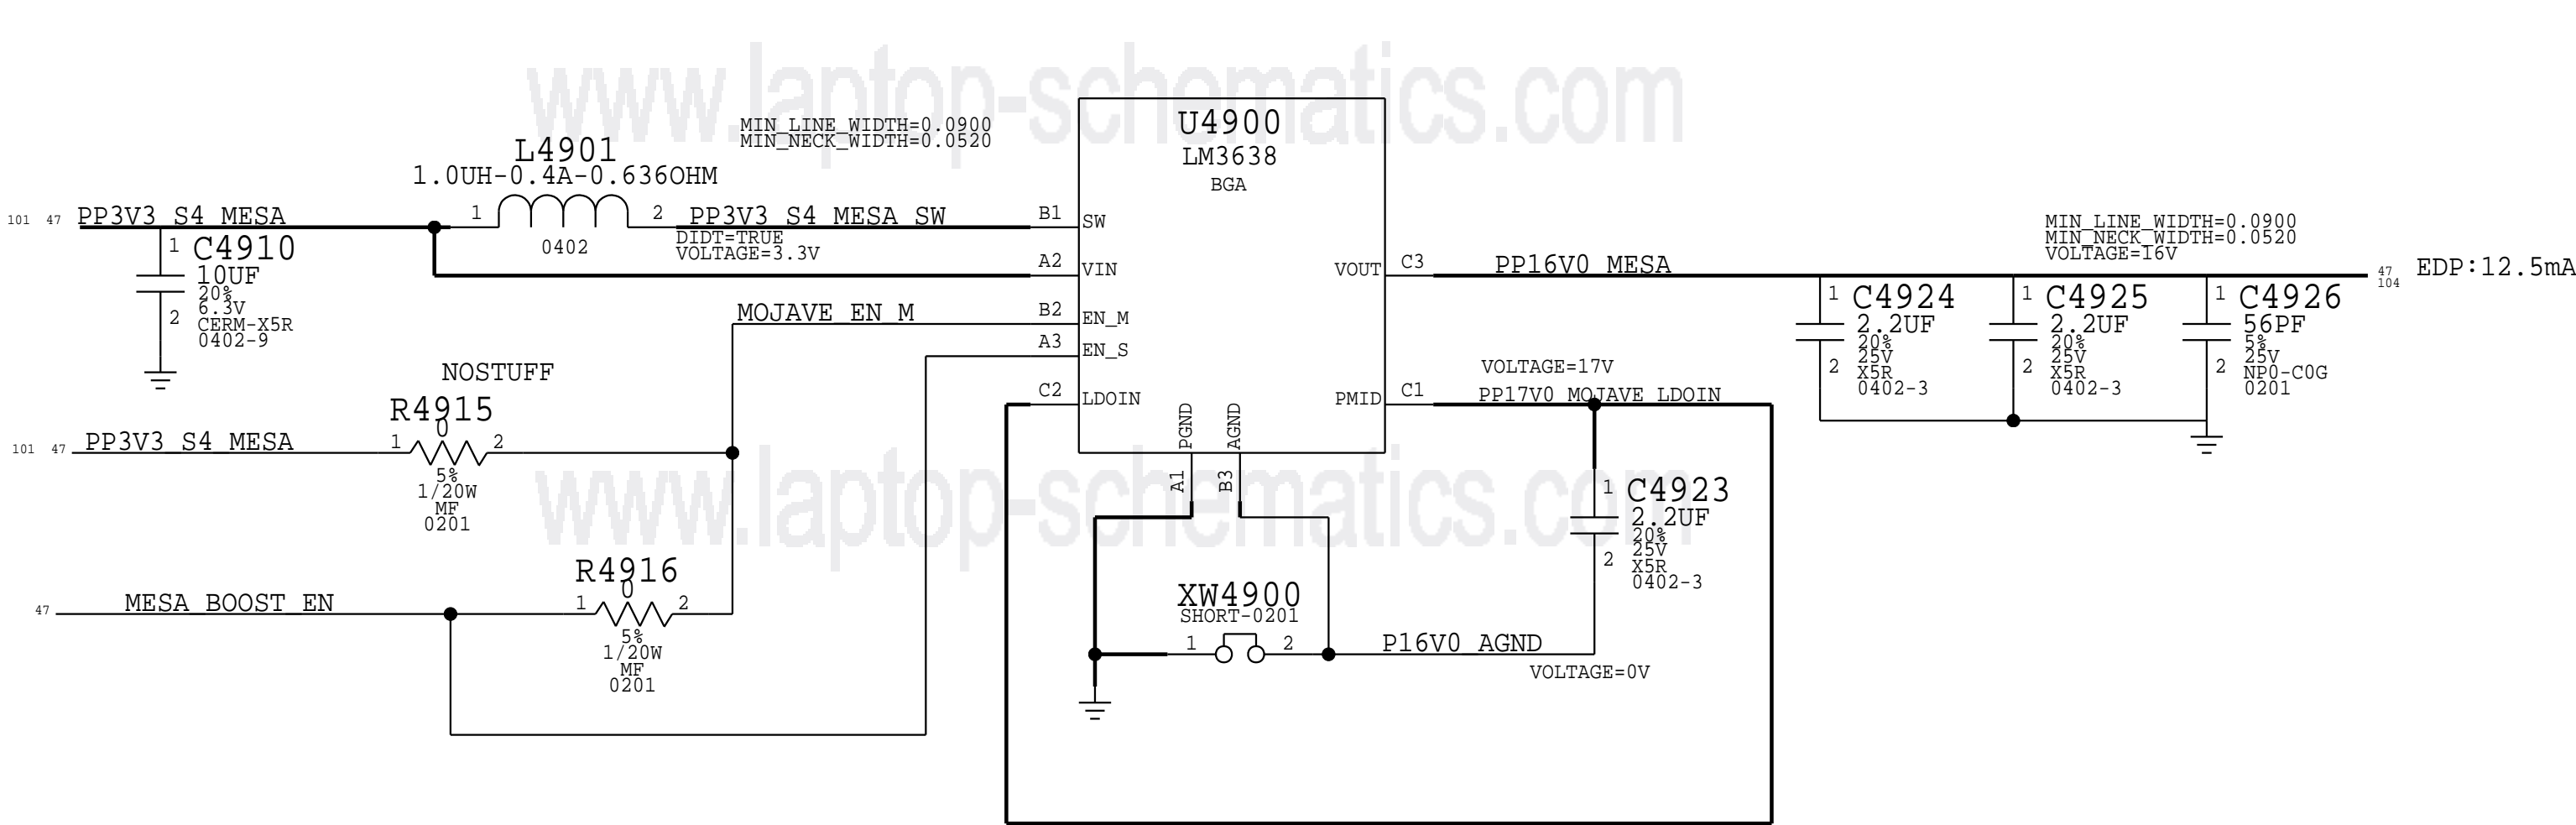 www.laptop-schematics.com
MIN_LINE_WIDTH=0.0900
MIN_NECK_WIDTH=0.0520
L4901
1.0UH-0.4A-0.636OHM
101 47 PP3V3_S4_MESA
1
2
PP3V3_S4_MESA_SW
0402
DIDT=TRUE
VOLTAGE=3.3V
1
C4910
10UF
20%
6.3V
2
CERM-X5R
0402-9
U4900
LM3638
BGA
B1 SW
A2 VIN
B2 EN_M
A3 EN_S
C2 LDOIN
VOUT C3
PMID C1
PGND
AGND
A1
B3
MOJAVE_EN_M
NOSTUFF
R4915
0
101 47 PP3V3_S4_MESA
1
2
5%
1/20W
MF
0201
R4916
0
47 MESA_BOOST_EN
1
2
5%
1/20W
MF
0201
www.laptop-schematics.com
XW4900
SHORT-0201
1
2
P16V0_AGND
VOLTAGE=0V
VOLTAGE=17V
PP17V0_MOJAVE_LDOIN
1
C4923
2.2UF
20%
25V
2
X5R
0402-3
MIN_LINE_WIDTH=0.0900
MIN_NECK_WIDTH=0.0520
VOLTAGE=16V
PP16V0_MESA
47
104
EDP:12.5mA
1
C4924
2.2UF
20%
25V
2
X5R
0402-3
1
C4925
2.2UF
20%
25V
2
X5R
0402-3
1
C4926
56PF
5%
25V
2
NP0-C0G
0201